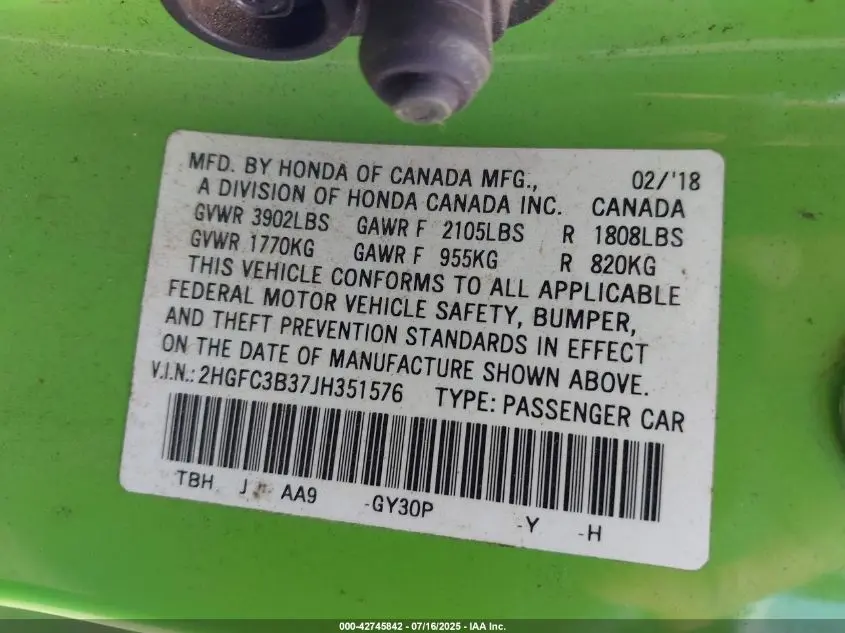 MFD. BY HONDA OF CANADA MFG., 02/'18
A DIVISION OF HONDA CANADA INC. CANADA
GVWR 3902LBS GAWR F 2105LBS R 1808LBS
GVWR 1770KG GAWR F 955KG R 820KG
THIS VEHICLE CONFORMS TO ALL APPLICABLE
FEDERAL MOTOR VEHICLE SAFETY, BUMPER,
AND THEFT PREVENTION STANDARDS IN EFFECT
ON THE DATE OF MANUFACTURE SHOWN ABOVE.
V.I.N.: 2HGFC3B37JH351576 TYPE: PASSENGER CAR
TBH J AA9 -GY30P -Y -H
000-42745842 - 07/16/2025 - IAA Inc.